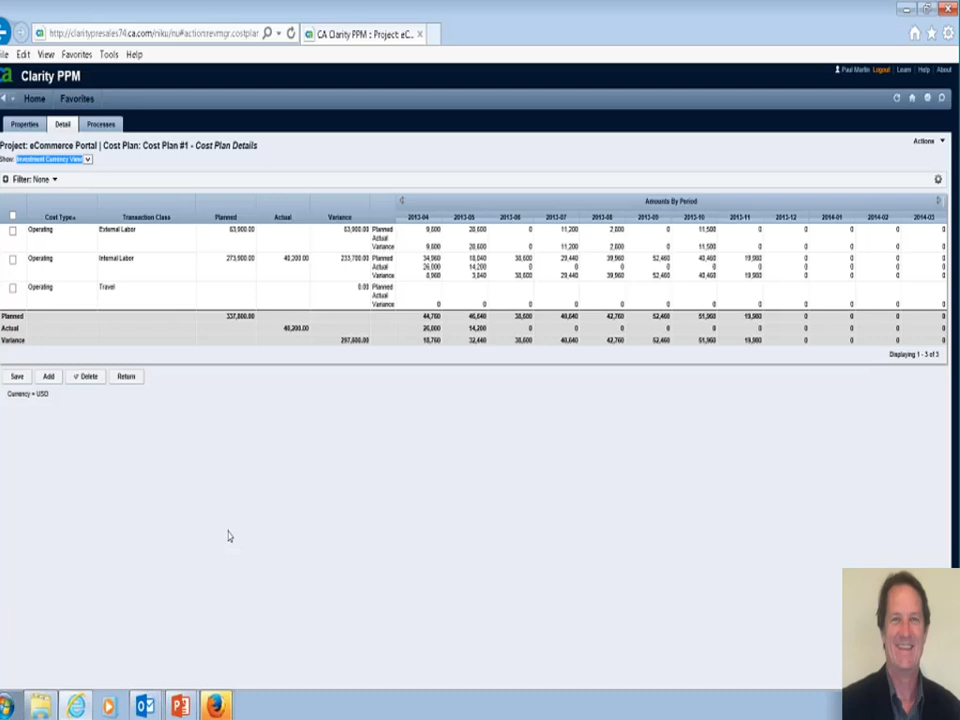 http://claritypresales74.ca.com/niku/nu#action:revmgr.costplar
CA Clarity PPM :: Project: eC...
ile Edit View Favorites Tools Help
Clarity PPM
Paul Martin Logout Learn Help About
Home Favorites
Properties Detail Processes
Project: eCommerce Portal | Cost Plan: Cost Plan #1 - Cost Plan Details
Actions
Show: Investment Currency View
Filter: None
Amounts By Period
Cost Type Transaction Class Planned Actual Variance 2013-04 2013-05 2013-06 2013-07 2013-08 2013-09 2013-10 2013-11 2013-12 2014-01 2014-02 2014-03
Operating External Labor 63,900.00 63,900.00 Planned 9,800 28,600 0 11,200 2,800 0 11,500 0 0 0 0 0
Actual
Variance 9,800 28,600 0 11,200 2,800 0 11,500 0 0 0 0 0
Operating Internal Labor 273,900.00 40,200.00 233,700.00 Planned 34,960 18,040 38,600 29,440 39,960 52,460 40,460 19,980 0 0 0 0
Actual 26,000 14,200 0 0 0 0 0 0 0 0 0 0
Variance 8,960 3,840 38,600 29,440 39,960 52,460 40,460 19,980 0 0 0 0
Operating Travel 0.00 Planned
Actual
Variance 0 0 0 0 0 0 0 0 0 0 0 0
Planned 337,800.00 44,760 46,640 38,600 40,640 42,760 52,460 51,960 19,980 0 0 0 0
Actual 40,200.00 26,000 14,200 0 0 0 0 0 0 0 0 0 0
Variance 297,600.00 18,760 32,440 38,600 40,640 42,760 52,460 51,960 19,980 0 0 0 0
Displaying 1 - 3 of 3
Save Add Delete Return
Currency = USD